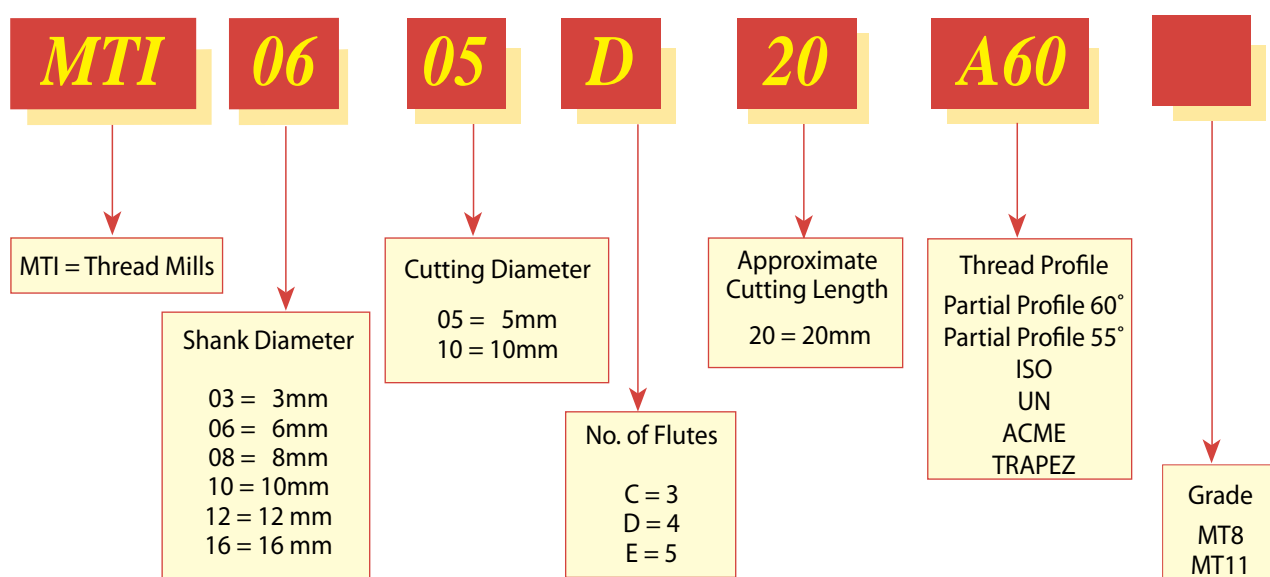 MTI 06 05 D 20 A60
MTI = Thread Mills
Shank Diameter
03 = 3mm
06 = 6mm
08 = 8mm
10 = 10mm
12 = 12 mm
16 = 16 mm
Cutting Diameter
05 = 5mm
10 = 10mm
No. of Flutes
C = 3
D = 4
E = 5
Approximate
Cutting Length
20 = 20mm
Thread Profile
Partial Profile 60°
Partial Profile 55°
ISO
UN
ACME
TRAPEZ
Grade
MT8
MT11